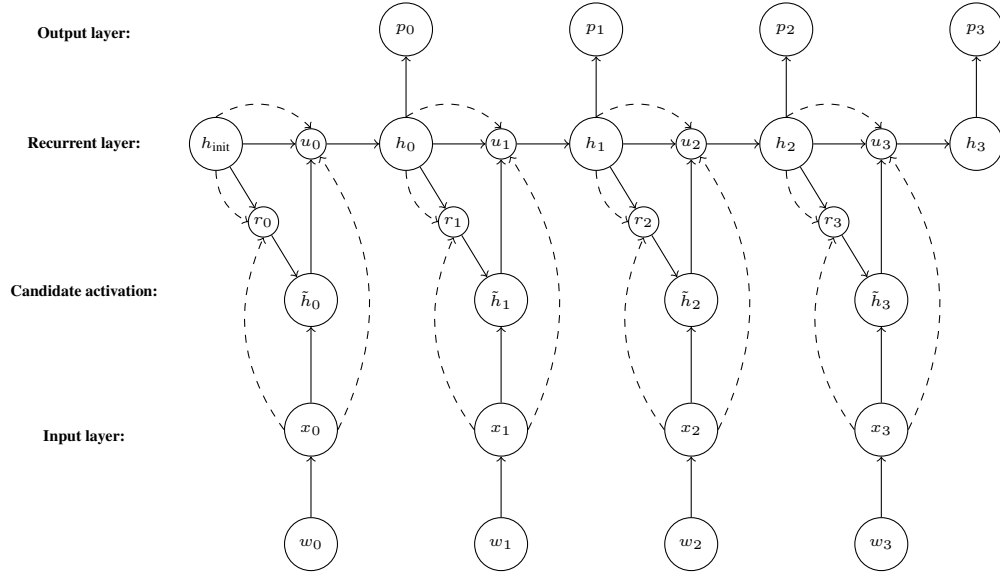 Output layer: p₀ p₁ p₂ p₃
Recurrent layer: h_init u₀ h₀ u₁ h₁ u₂ h₂ u₃ h₃
r₀ r₁ r₂ r₃
Candidate activation: h̃₀ h̃₁ h̃₂ h̃₃
Input layer: x₀ x₁ x₂ x₃
w₀ w₁ w₂ w₃